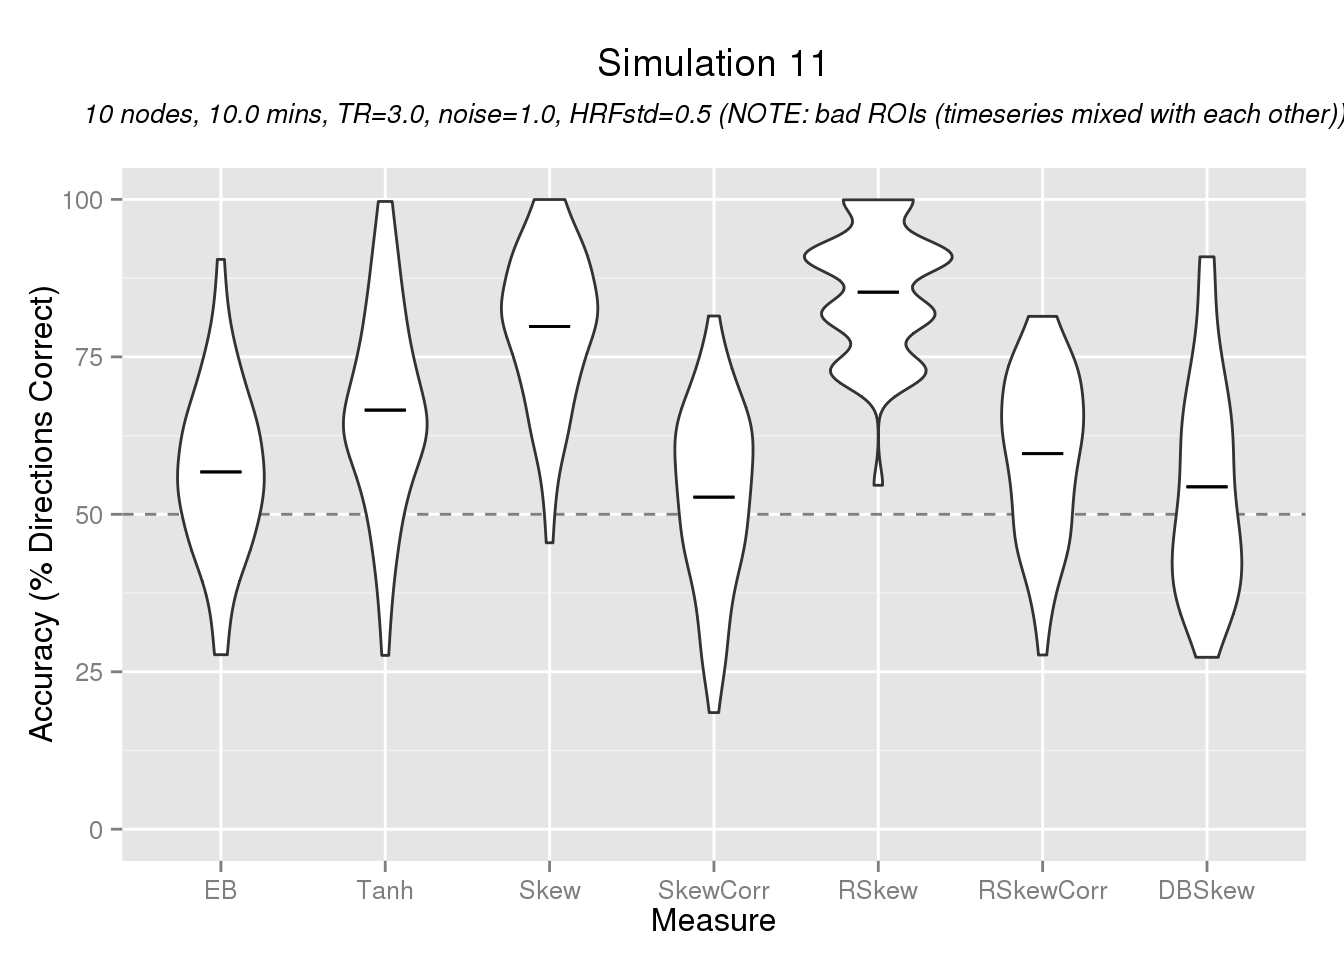 Simulation 11
10 nodes, 10.0 mins, TR=3.0, noise=1.0, HRFstd=0.5 (NOTE: bad ROIs (timeseries mixed with each other))
Accuracy (% Directions Correct)
100
75
50
25
0
EB Tanh Skew SkewCorr RSkew RSkewCorr DBSkew
Measure